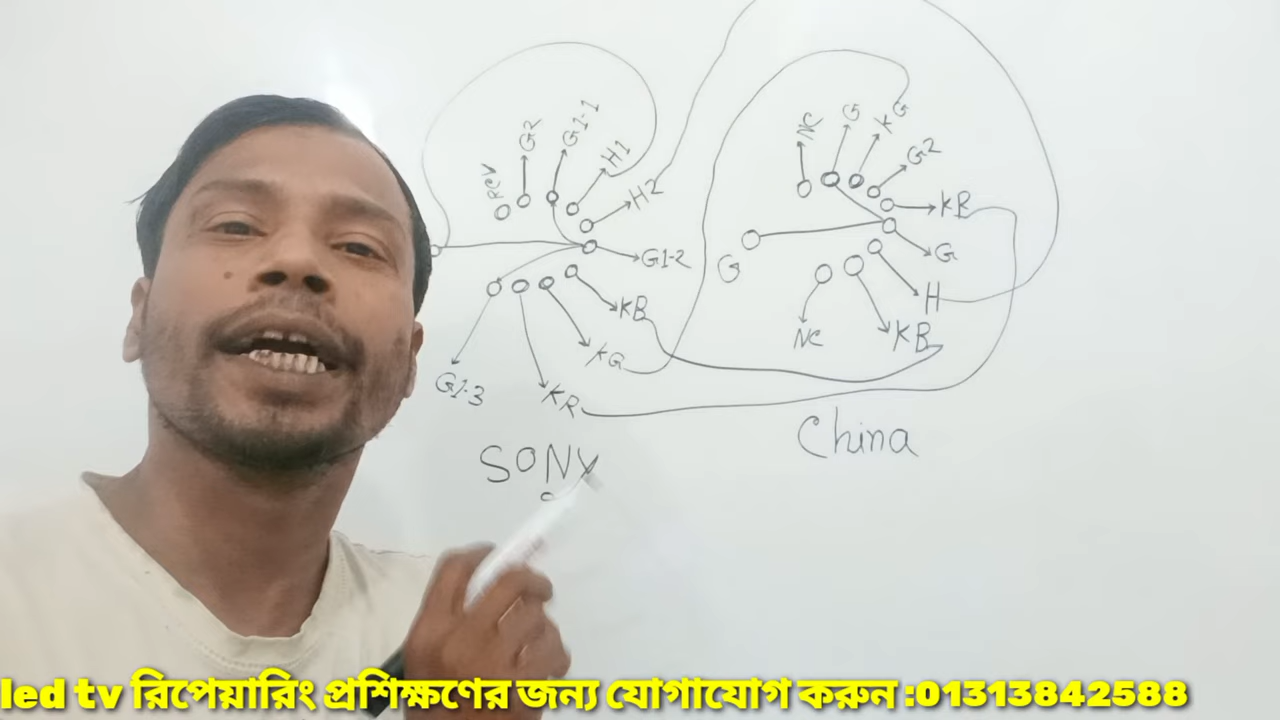 RGV
G2
G1-1
H1
H2
G1-2
KB
KG
KR
G1-3
SONY
NC
G
KG
G2
KB
G
H
KB
NC
G
China
led tv রিপেয়ারিং প্রশিক্ষণের জন্য যোগাযোগ করুন :01313842588